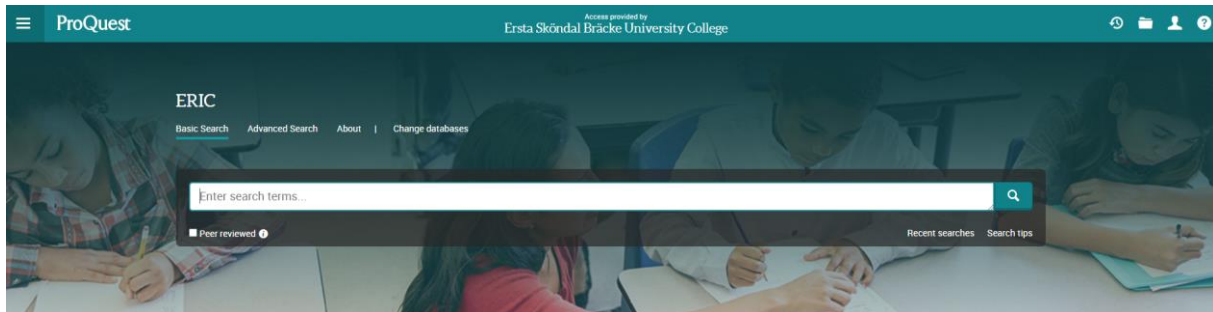 ProQuest
Access provided by
Ersta Sköndal Bräcke University College
ERIC
Basic Search Advanced Search About | Change databases
Enter search terms...
Peer reviewed
Recent searches Search tips